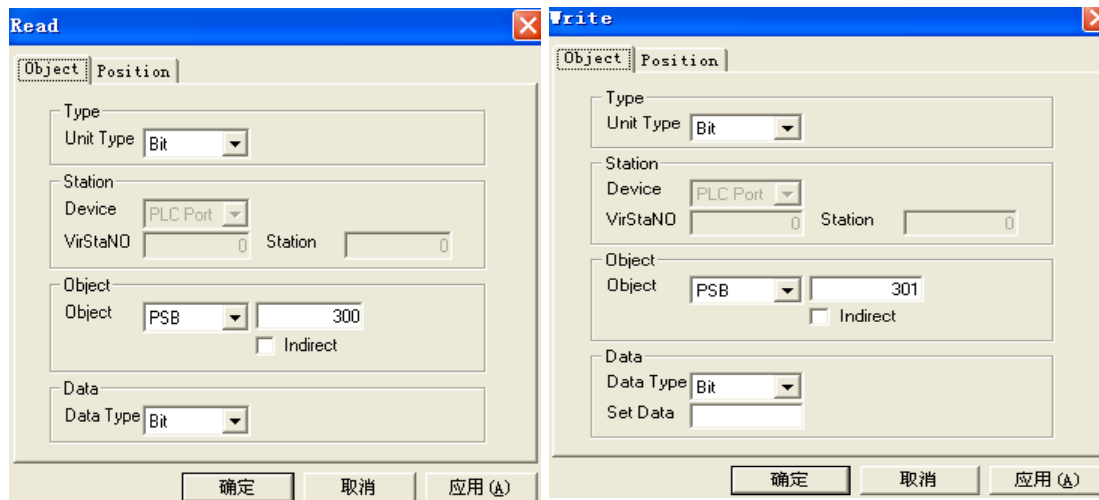 Read
Object Position
Type
Unit Type Bit
Station
Device PLC Port
VirStaNO 0 Station 0
Object
Object PSB 300
Indirect
Data
Data Type Bit
确定 取消 应用(A)
Write
Object Position
Type
Unit Type Bit
Station
Device PLC Port
VirStaNO 0 Station 0
Object
Object PSB 301
Indirect
Data
Data Type Bit
Set Data
确定 取消 应用(A)